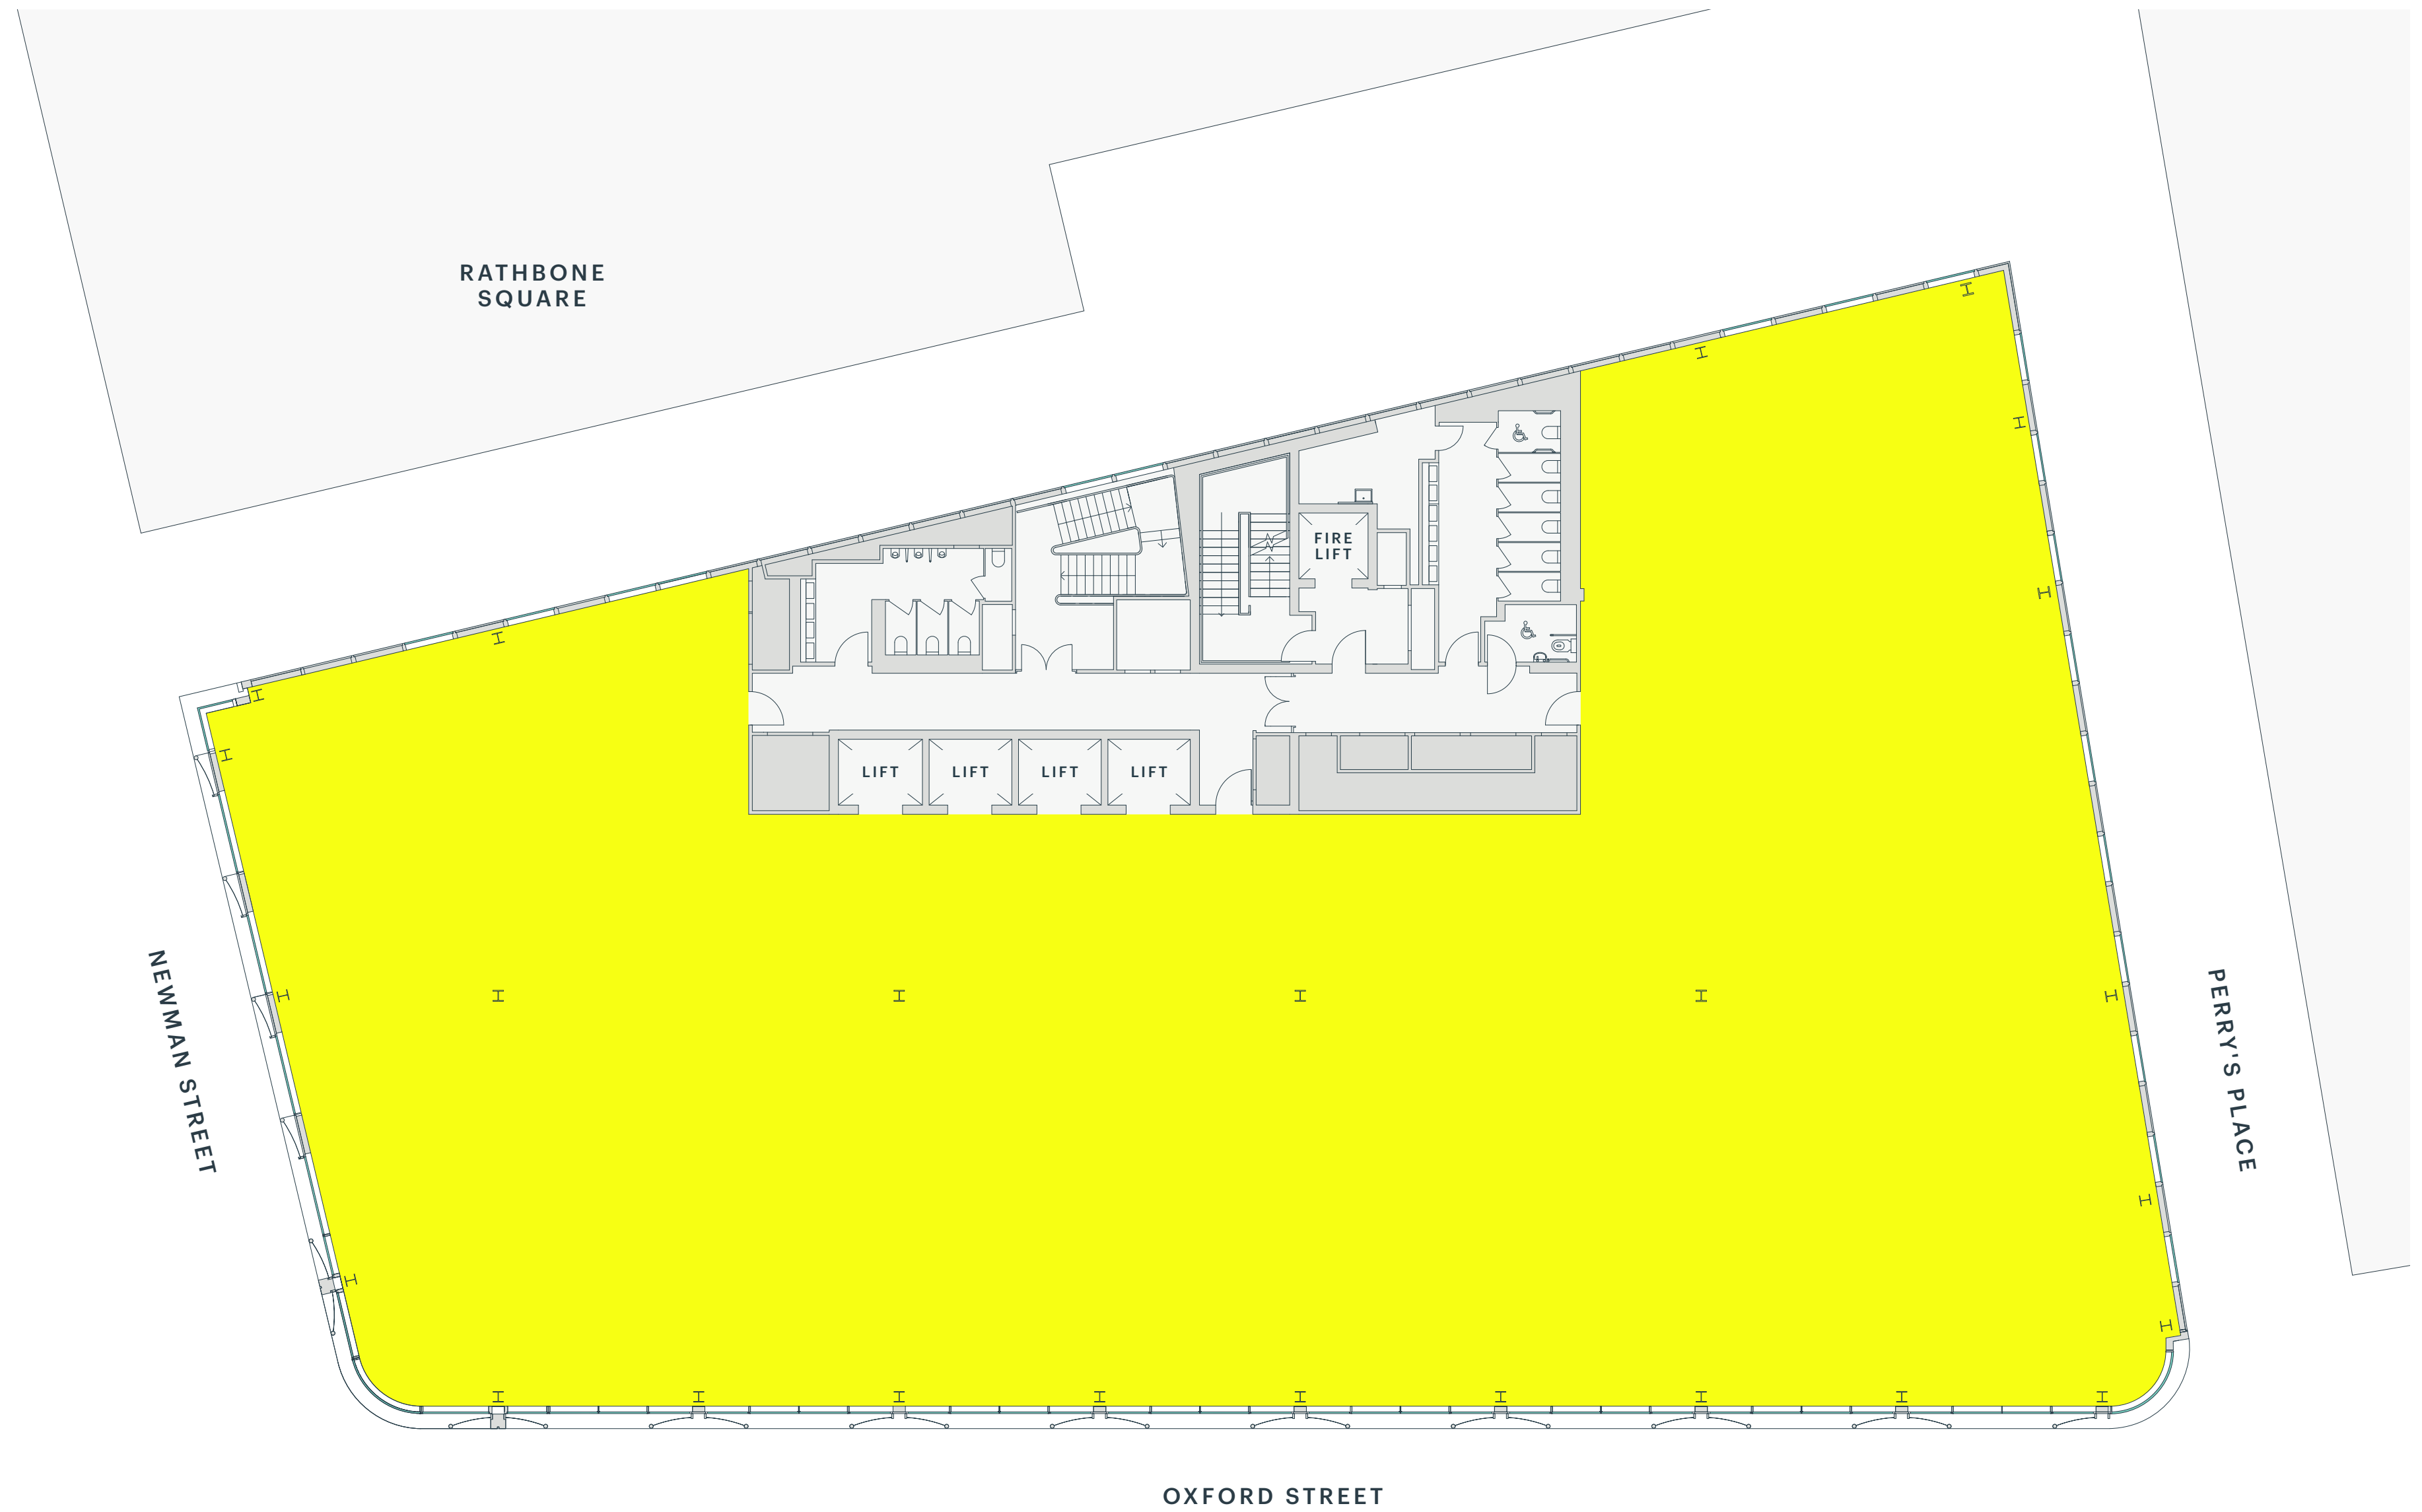 RATHBONE
SQUARE
FIRE
LIFT
LIFT
LIFT
LIFT
LIFT
NEWMAN STREET
PERRY'S PLACE
OXFORD STREET